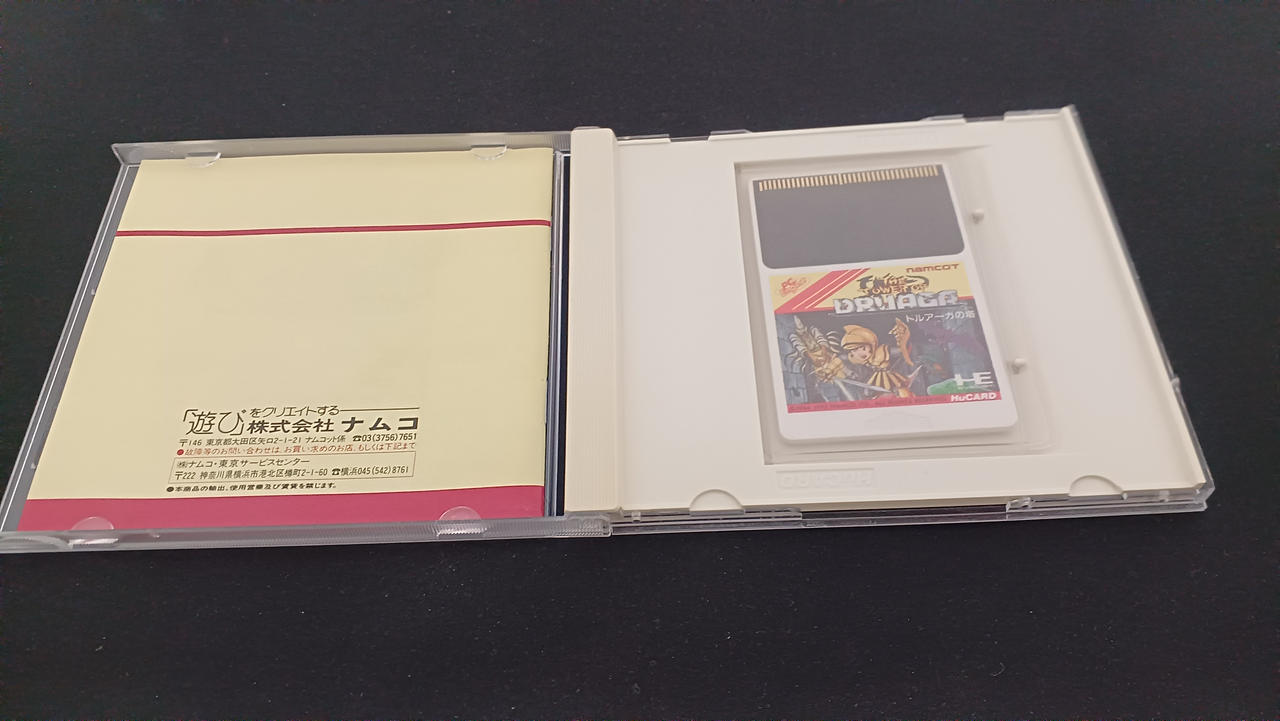 「遊び」をクリエイトする
株式会社 ナムコ
〒146 東京都大田区矢口2-1-21 ナムコット係 ☎03(3756)7651
●故障等のお問い合わせは、お買い求めのお店、もしくは下記まで
㈱ナムコ・東京サービスセンター
〒222 神奈川県横浜市港北区樽町2-1-60 ☎横浜045(542)8761
●本商品の輸出、使用営業及び賃貸を禁じます。
namcot
THE
TOWER OF
DRUAGA
トルアーガの塔
HE
HuCARD
HuCARD